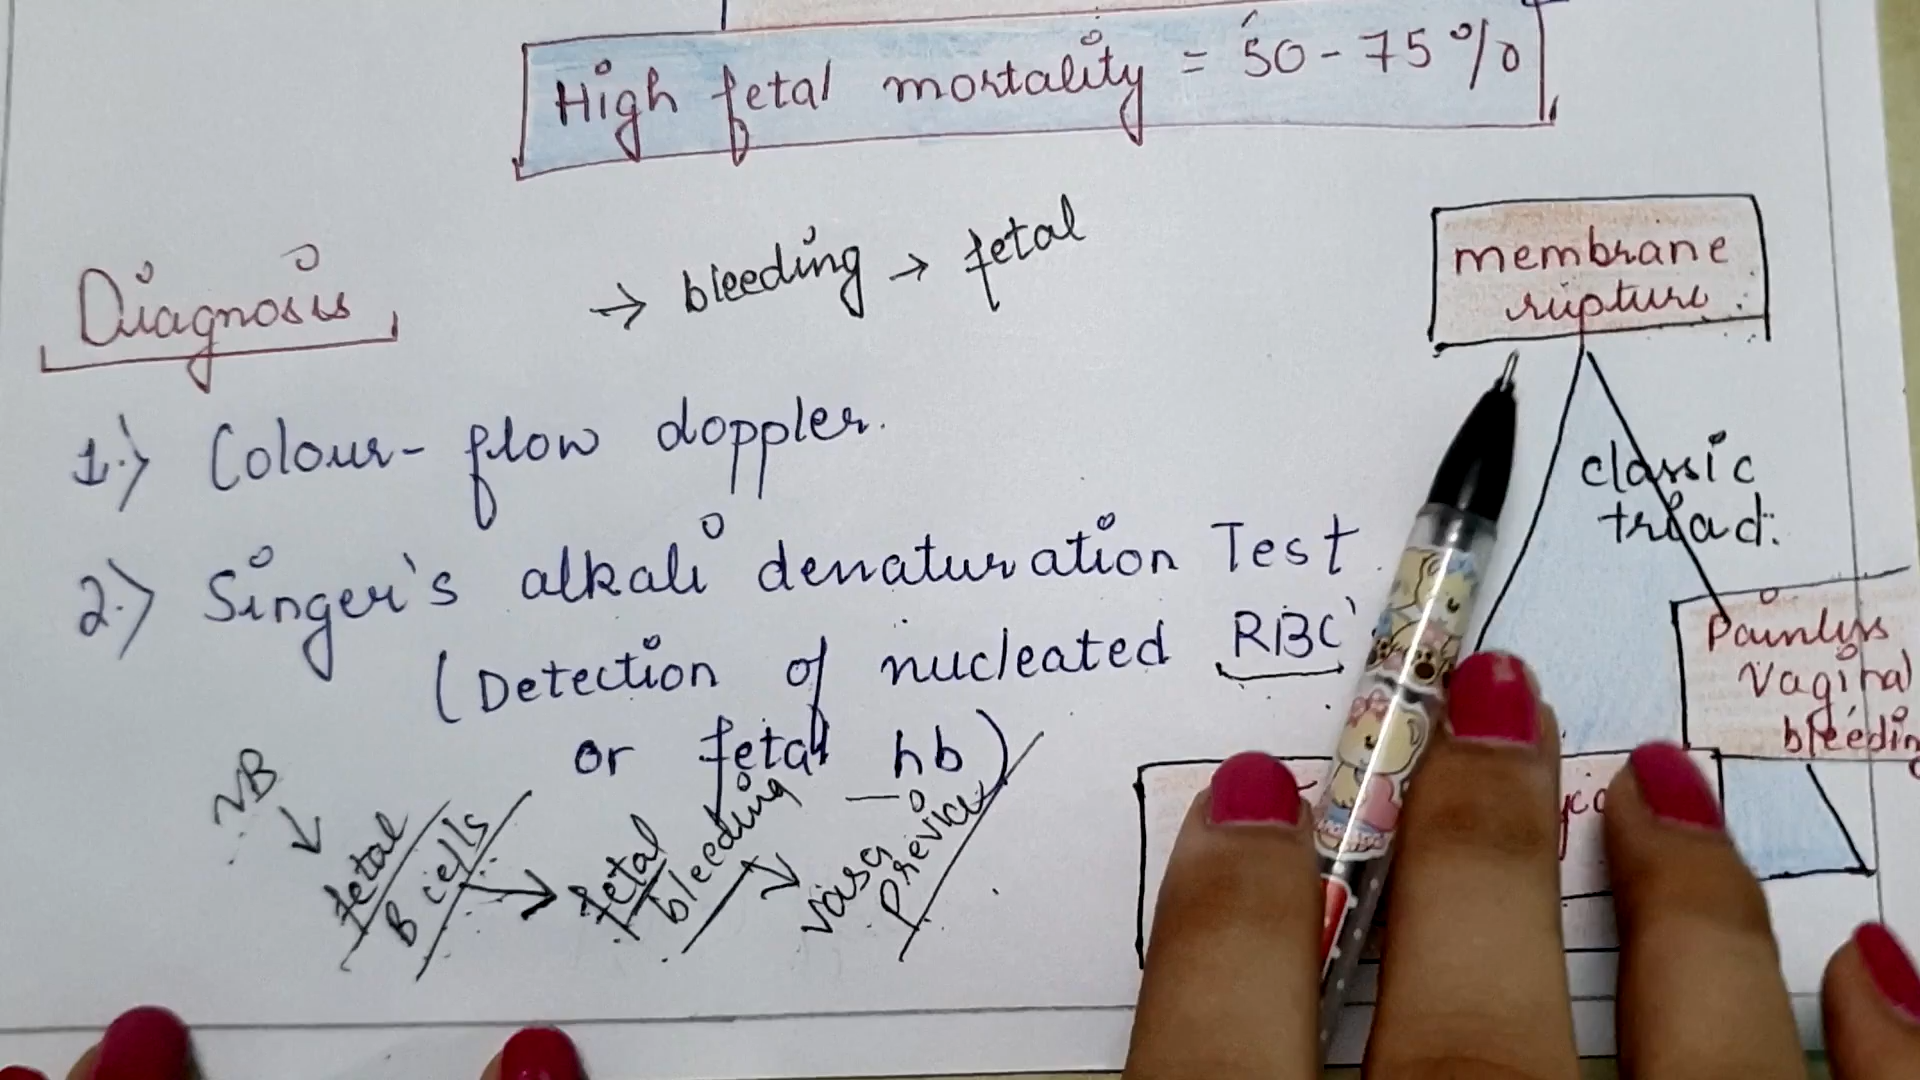 High fetal mortality = 50-75%
Diagnosis
→ bleeding → fetal
membrane
rupture.
1.) Colour-flow doppler.
2.) Singer's alkali denaturation Test.
(Detection of nucleated RBC'
or fetal hb)
classic
triad.
Painless
Vaginal
bleeding
VB
↓
fetal
B cells
→ fetal
bleeding
→ vasa
previa